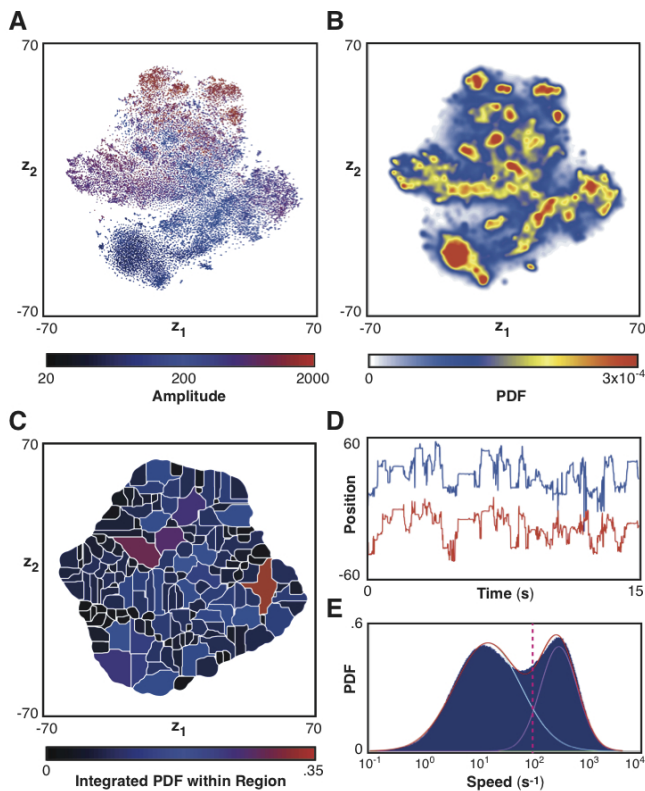 A
B
70
70
z2
z2
-70
-70
-70
z1
70
-70
z1
70
20
200
2000
0
3x10-4
Amplitude
PDF
C
D
70
60
Position
z2
-60
0
Time (s)
15
E
.6
PDF
-70
0
-70
z1
70
10-1
100
101
102
103
104
Speed (s-1)
0
.35
Integrated PDF within Region